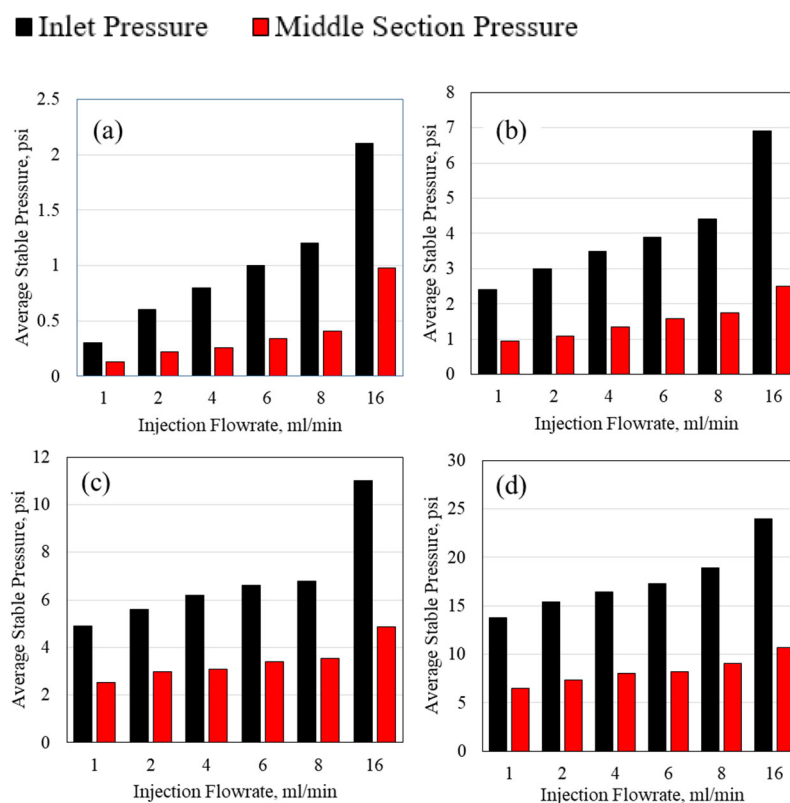 Inlet Pressure Middle Section Pressure
(a)
Average Stable Pressure, psi
2.5
2
1.5
1
0.5
0
1 2 4 6 8 16
Injection Flowrate, ml/min
(b)
Average Stable Pressure, psi
8
7
6
5
4
3
2
1
0
1 2 4 6 8 16
Injection Flowrate, ml/min
(c)
Average Stable Pressure, psi
12
10
8
6
4
2
0
1 2 4 6 8 16
Injection Flowrate, ml/min
(d)
Average Stable Pressure, psi
30
25
20
15
10
5
0
1 2 4 6 8 16
Injection Flowrate, ml/min